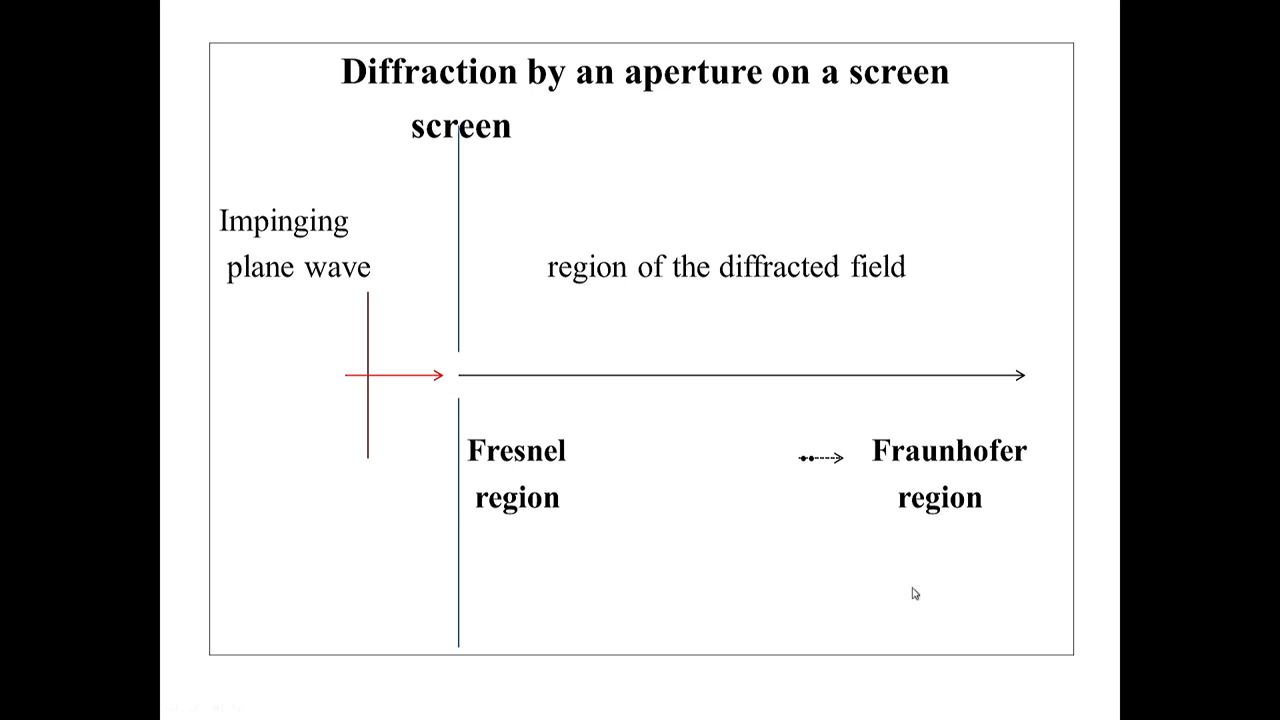 Diffraction by an aperture on a screen
screen
Impinging
plane wave
region of the diffracted field
Fresnel
region
Fraunhofer
region